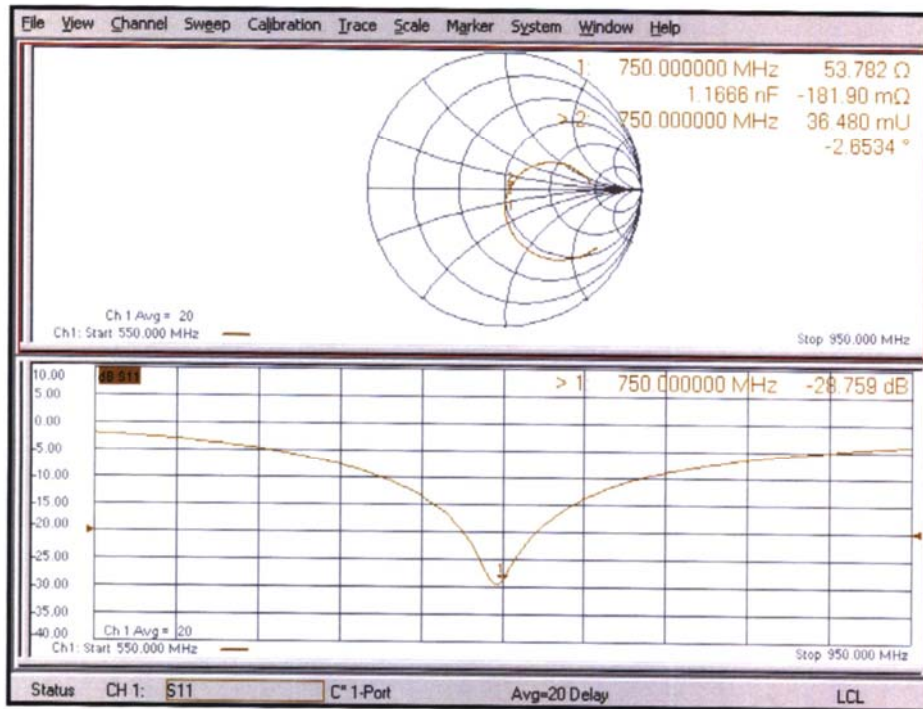 File View Channel Sweep Calibration Trace Scale Marker System Window Help
1: 750.000000 MHz 53.782 Ω
1.1666 nF -181.90 mΩ
> 2: 750.000000 MHz 36.480 mU
-2.6534 °
Ch 1 Avg = 20
Ch1: Start 550.000 MHz
Stop 950.000 MHz
10.00 dB S11
> 1: 750.000000 MHz -28.759 dB
5.00
0.00
-5.00
-10.00
-15.00
-20.00
-25.00
-30.00
-35.00
-40.00
1
Ch 1 Avg = 20
Ch1: Start 550.000 MHz
Stop 950.000 MHz
Status CH 1: S11 C* 1-Port Avg=20 Delay LCL